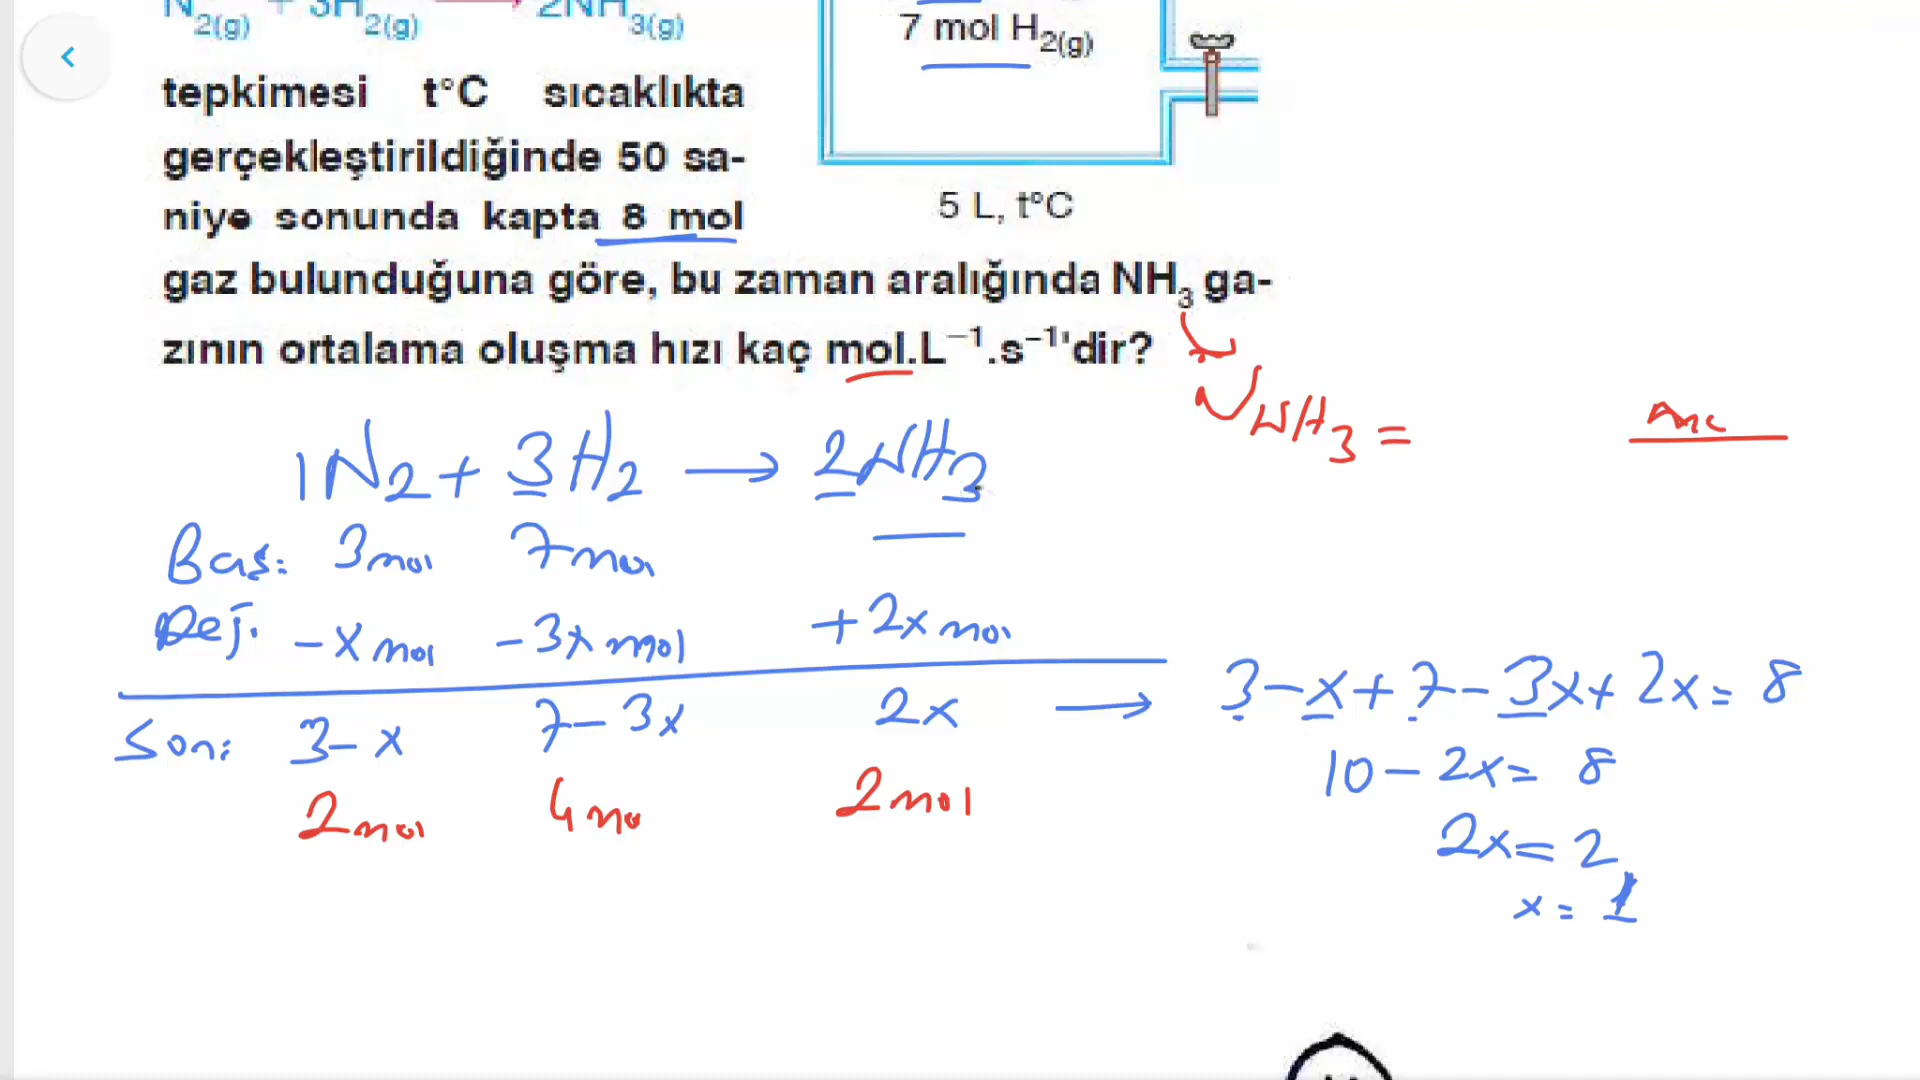 N2(g) + 3H2(g) → 2NH3(g)
7 mol H2(g)
tepkimesi t°C sıcaklıkta
gerçekleştirildiğinde 50 sa-
niye sonunda kapta 8 mol
5 L, t°C
gaz bulunduğuna göre, bu zaman aralığında NH3 ga-
zının ortalama oluşma hızı kaç mol.L⁻¹.s⁻¹'dir?
VNH3 =
1N2 + 3H2 → 2NH3
Baş: 3mol 7mol —
Değ. -x mol -3x mol +2x mol
Son: 3-x 7-3x 2x → 3-x+7-3x+2x=8
2mol 4mo 2mol
10-2x=8
2x=2
x=1